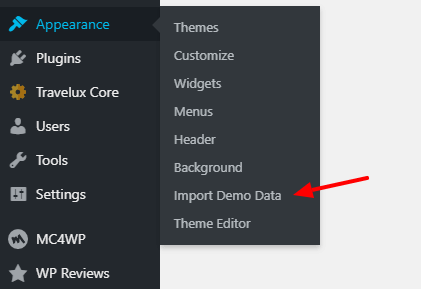 Appearance
Plugins
Travelux Core
Users
Tools
Settings
MC4WP
WP Reviews
Themes
Customize
Widgets
Menus
Header
Background
Import Demo Data
Theme Editor